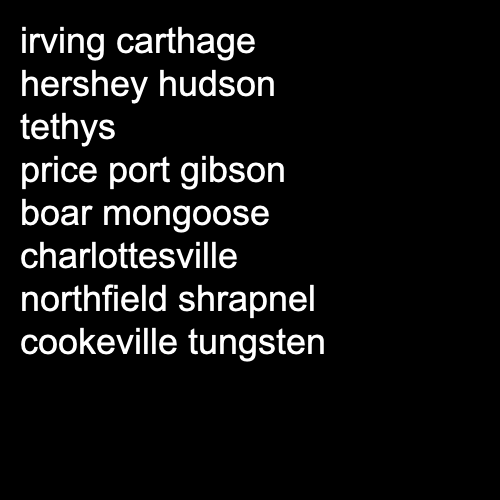 irving carthage
hershey hudson
tethys
price port gibson
boar mongoose
charlottesville
northfield shrapnel
cookeville tungsten